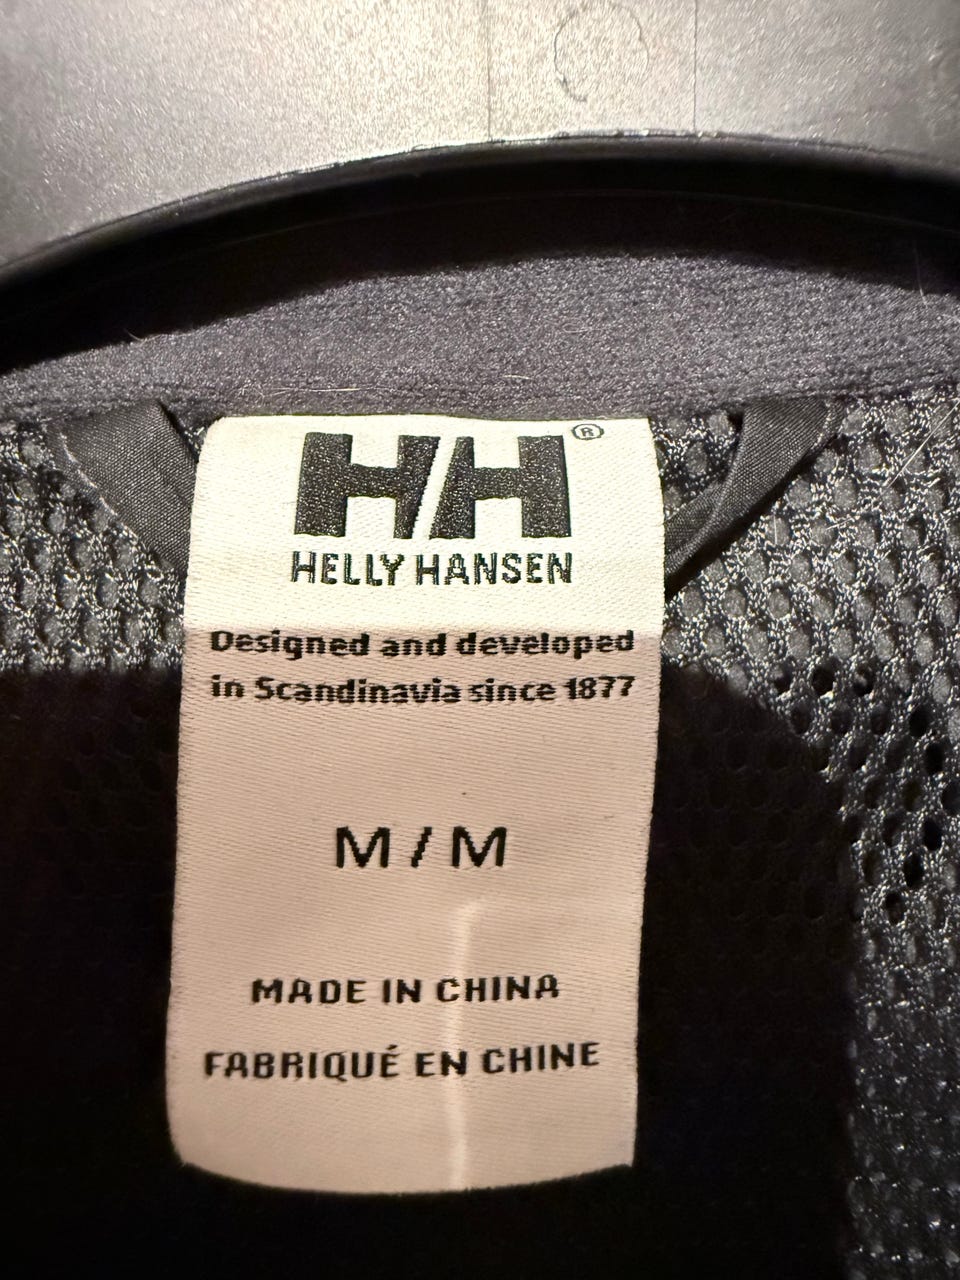 HH®
HELLY HANSEN
Designed and developed
in Scandinavia since 1877
M / M
MADE IN CHINA
FABRIQUÉ EN CHINE